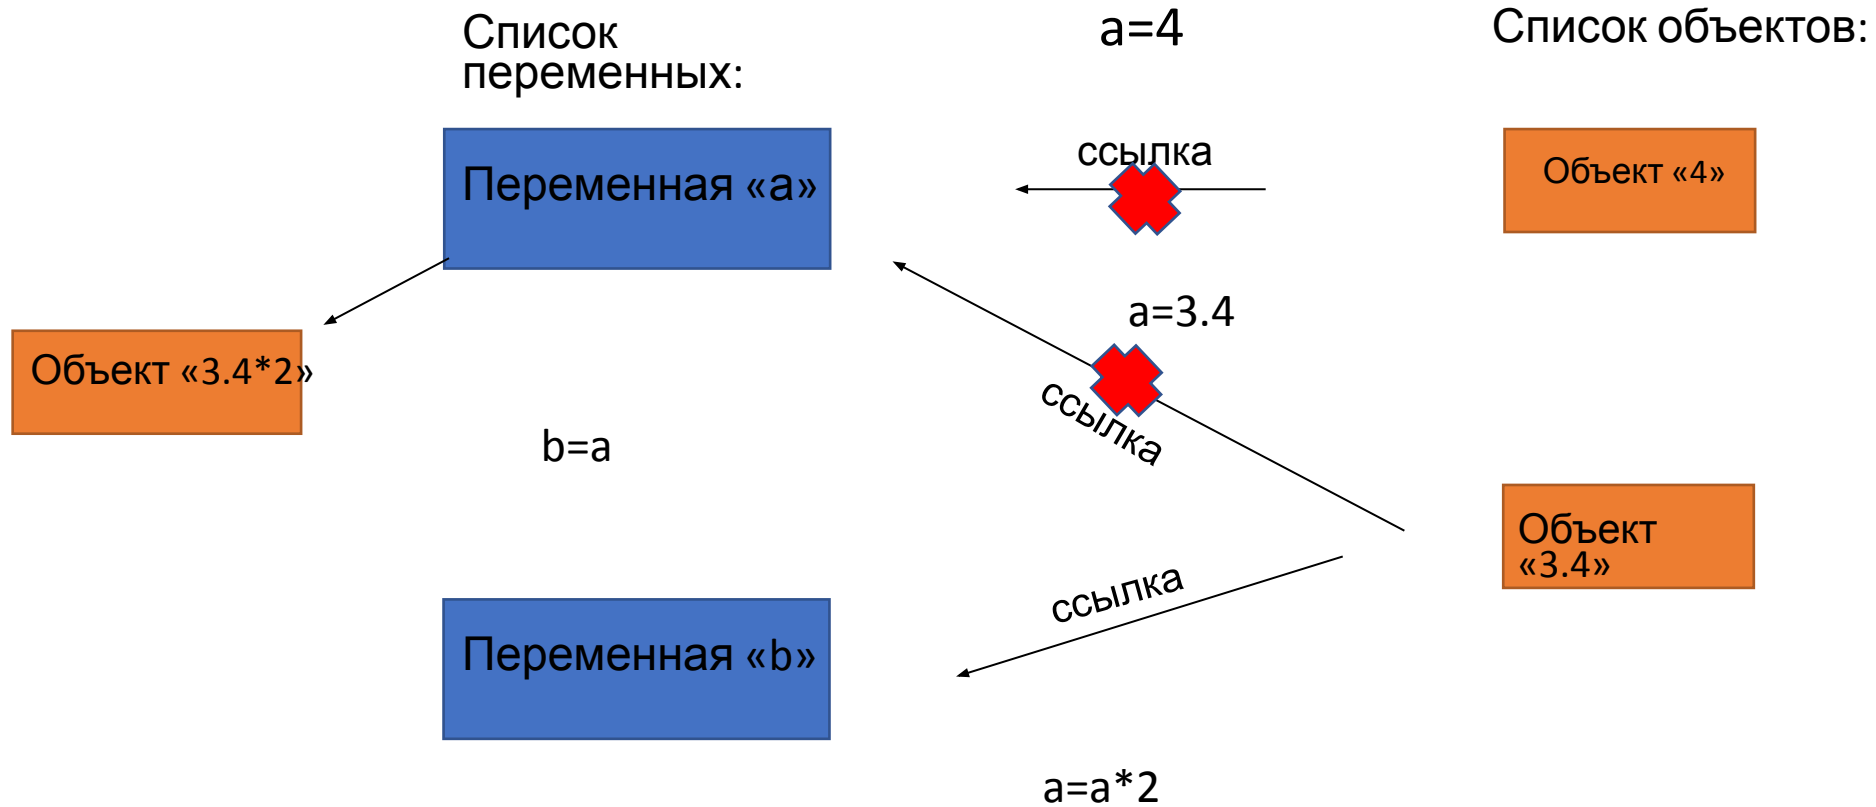 Список
переменных:
a=4
Список объектов:
ссылка
Переменная «a»
Объект «4»
a=3.4
Объект «3.4*2»
ссылка
b=a
Объект
«3.4»
ссылка
Переменная «b»
a=a*2